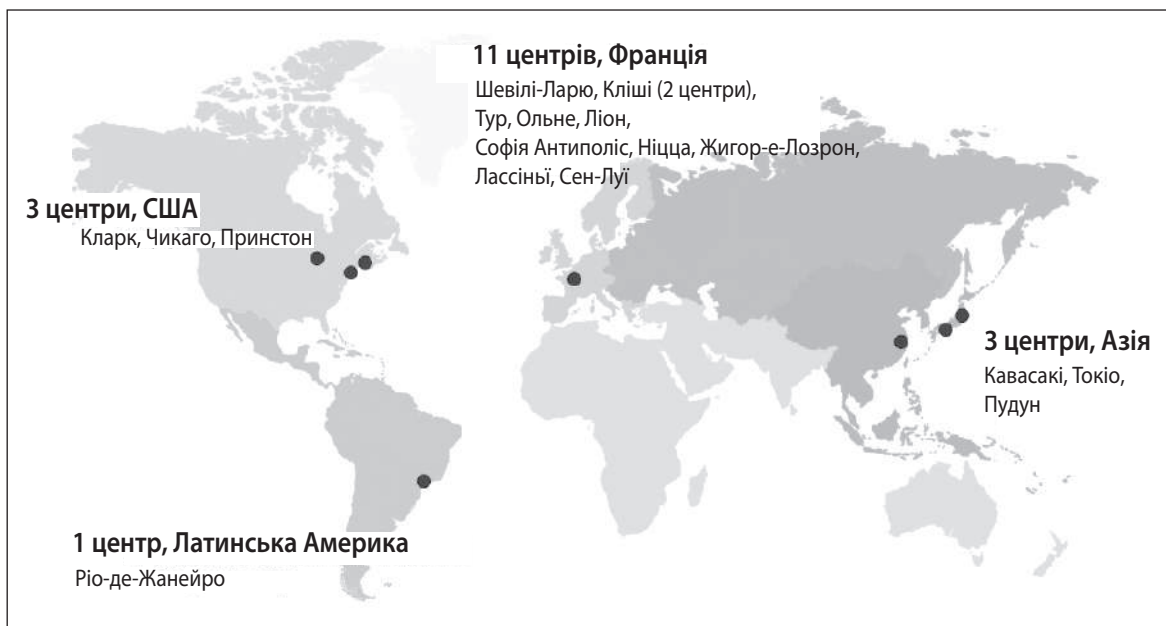 11 центрів, Франція
Шевілі-Ларю, Кліші (2 центри),
Тур, Ольне, Ліон,
Софія Антиполіс, Ніцца, Жигор-е-Лозрон,
Лассіньї, Сен-Луї
3 центри, США
Кларк, Чикаго, Принстон
3 центри, Азія
Кавасакі, Токіо,
Пудун
1 центр, Латинська Америка
Ріо-де-Жанейро